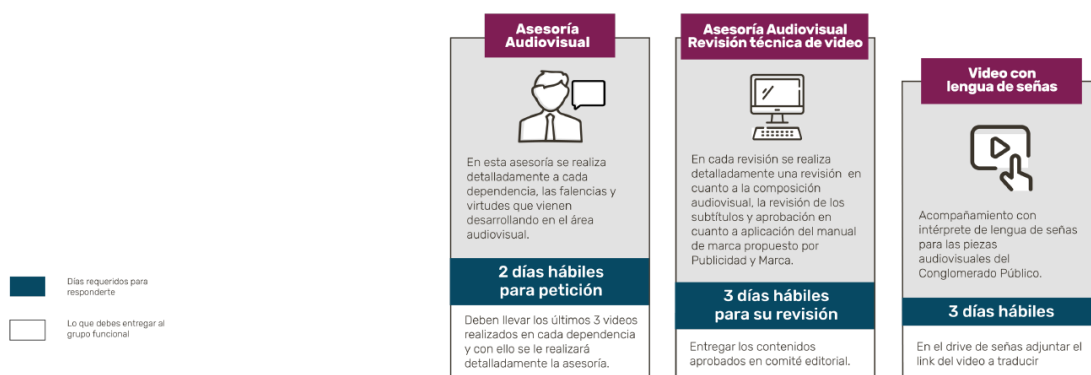 Asesoría
Audiovisual
En esta asesoría se realiza
detalladamente a cada
dependencia, las falencias y
virtudes que vienen
desarrollando en el área
audiovisual.
2 días hábiles
para petición
Deben llevar los últimos 3 videos
realizados en cada dependencia
y con ello se le realizará
detalladamente la asesoría.
Asesoría Audiovisual
Revisión técnica de video
En cada revisión se realiza
detalladamente una revisión en
cuanto a la composición
audiovisual, la revisión de los
subtítulos y aprobación en
cuanto a aplicación del manual
de marca propuesto por
Publicidad y Marca.
3 días hábiles
para su revisión
Entregar los contenidos
aprobados en comité editorial.
Video con
lengua de señas
Acompañamiento con
intérprete de lengua de señas
para las piezas
audiovisuales del
Conglomerado Público.
3 días hábiles
En el drive de señas adjuntar el
link del video a traducir
Días requeridos para
responderte
Lo que debes entregar al
grupo funcional